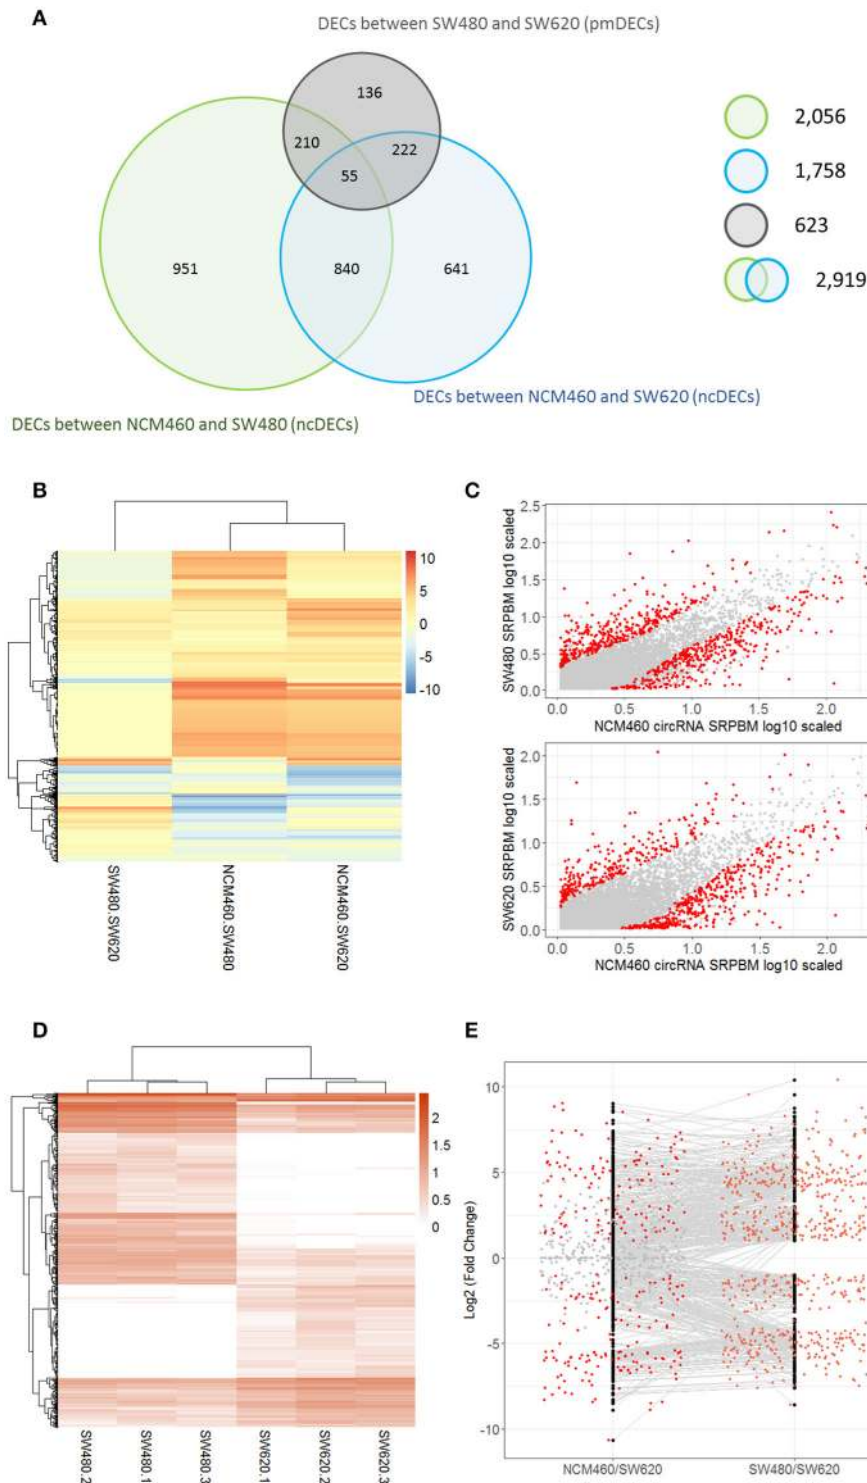 A
DECs between SW480 and SW620 (pmDECs)
136
210
222
55
951
840
641
2,056
1,758
623
2,919
DECs between NCM460 and SW620 (ncDECs)
DECs between NCM460 and SW480 (ncDECs)
B
10
5
0
-5
-10
SW480.SW620
NCM460.SW480
NCM460.SW620
C
SW480 SRPBM log10 scaled
2.5
2.0
1.5
1.0
0.5
0.0
0.0 0.5 1.0 1.5 2.0
NCM460 circRNA SRPBM log10 scaled
SW620 SRPBM log10 scaled
2.0
1.5
1.0
0.5
0.0
0.0 0.5 1.0 1.5 2.0
NCM460 circRNA SRPBM log10 scaled
D
2
1.5
1
0.5
0
SW480.2
SW480.1
SW480.3
SW620.1
SW620.2
SW620.3
E
Log2 (Fold Change)
10
5
0
-5
-10
NCM460/SW620 SW480/SW620